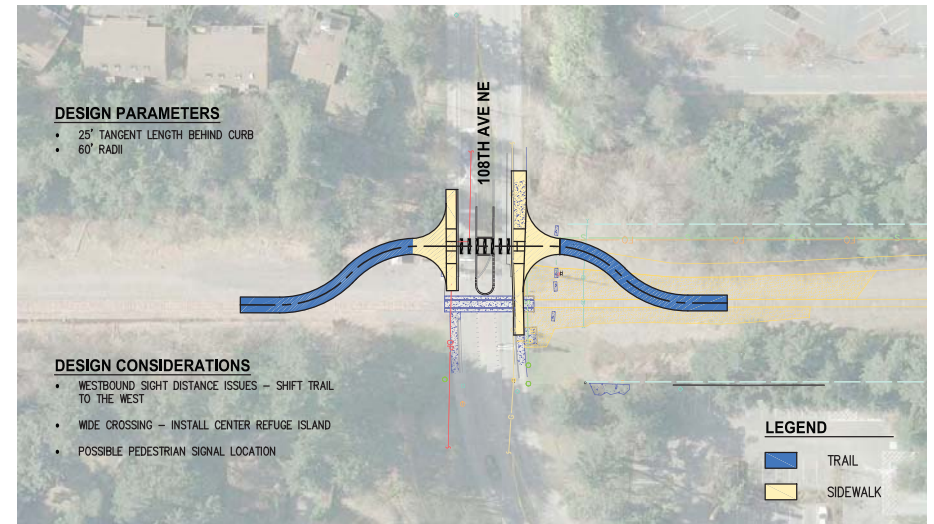 DESIGN PARAMETERS
• 25' TANGENT LENGTH BEHIND CURB
• 60' RADII
108TH AVE NE
DESIGN CONSIDERATIONS
• WESTBOUND SIGHT DISTANCE ISSUES – SHIFT TRAIL
TO THE WEST
• WIDE CROSSING – INSTALL CENTER REFUGE ISLAND
• POSSIBLE PEDESTRIAN SIGNAL LOCATION
LEGEND
TRAIL
SIDEWALK